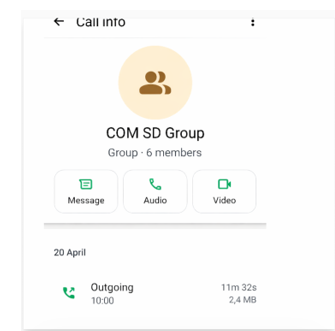 Call info
COM SD Group
Group · 6 members
Message Audio Video
20 April
Outgoing 11m 32s
10:00 2,4 MB